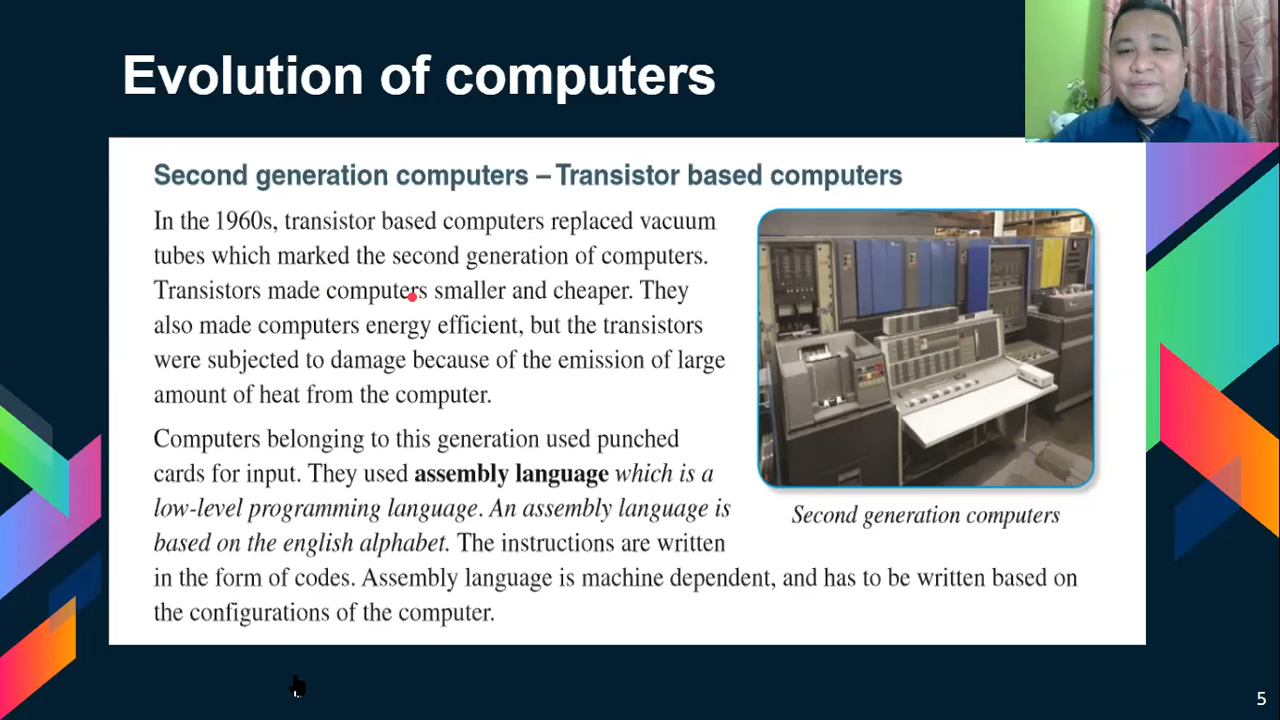 Evolution of computers
Second generation computers – Transistor based computers
In the 1960s, transistor based computers replaced vacuum
tubes which marked the second generation of computers.
Transistors made computers smaller and cheaper. They
also made computers energy efficient, but the transistors
were subjected to damage because of the emission of large
amount of heat from the computer.
Computers belonging to this generation used punched
cards for input. They used assembly language which is a
low-level programming language. An assembly language is
based on the english alphabet. The instructions are written
in the form of codes. Assembly language is machine dependent, and has to be written based on
the configurations of the computer.
Second generation computers
5